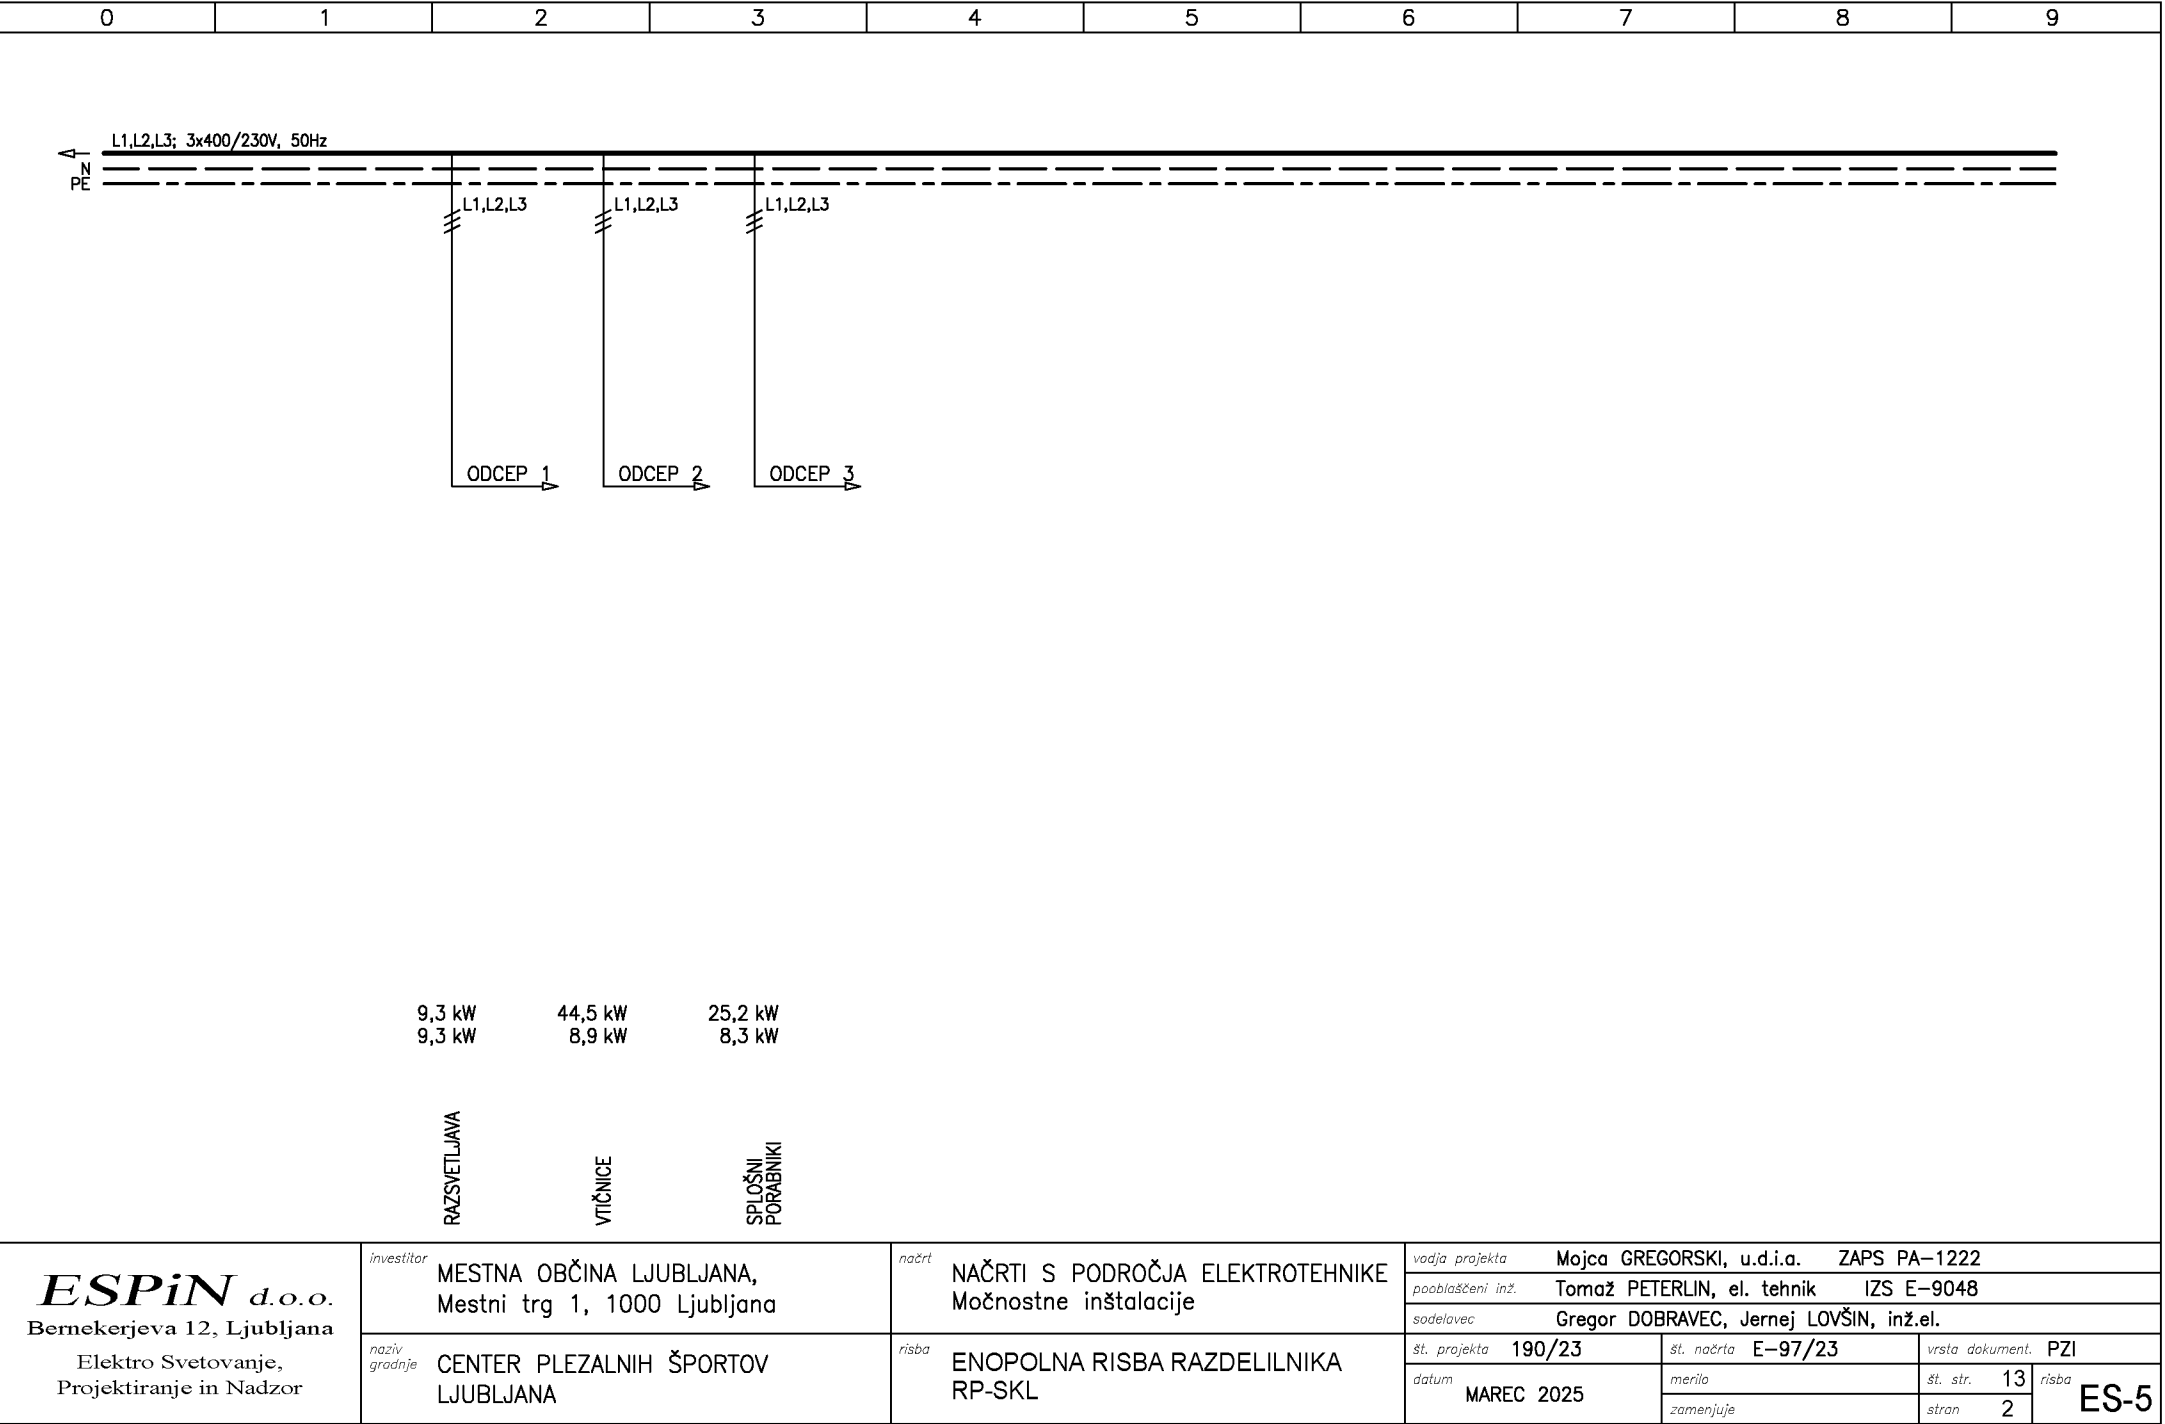 0 1 2 3 4 5 6 7 8 9
L1,L2,L3; 3x400/230V, 50Hz
N
PE
L1,L2,L3 L1,L2,L3 L1,L2,L3
ODCEP 1 ODCEP 2 ODCEP 3
9,3 kW 44,5 kW 25,2 kW
9,3 kW 8,9 kW 8,3 kW
RAZSVETLJAVA
VTIČNICE
SPLOŠNI
PORABNIKI
ESPiN d.o.o.
Bernekerjeva 12, Ljubljana
Elektro Svetovanje,
Projektiranje in Nadzor
investitor
MESTNA OBČINA LJUBLJANA,
Mestni trg 1, 1000 Ljubljana
naziv
gradnje
CENTER PLEZALNIH ŠPORTOV
LJUBLJANA
načrt
NAČRTI S PODROČJA ELEKTROTEHNIKE
Močnostne inštalacije
risba
ENOPOLNA RISBA RAZDELILNIKA
RP-SKL
vodja projekta Mojca GREGORSKI, u.d.i.a. ZAPS PA-1222
pooblaščeni inž. Tomaž PETERLIN, el. tehnik IZS E-9048
sodelavec Gregor DOBRAVEC, Jernej LOVŠIN, inž.el.
št. projekta 190/23 št. načrta E-97/23 vrsta dokument. PZI
datum MAREC 2025
merilo
zamenjuje
št. str. 13
stran 2
risba ES-5